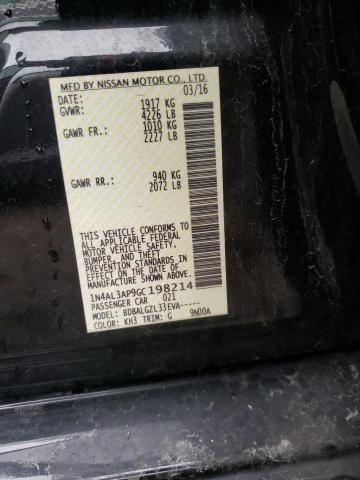 MFD BY NISSAN MOTOR CO., LTD.
DATE: 03/16
GVWR: 1917 KG
4226 LB
GAWR FR.: 1010 KG
2227 LB
GAWR RR.: 940 KG
2072 LB
THIS VEHICLE CONFORMS TO
ALL APPLICABLE FEDERAL
MOTOR VEHICLE SAFETY,
BUMPER, AND THEFT
PREVENTION STANDARDS IN
EFFECT ON THE DATE OF
MANUFACTURE SHOWN ABOVE.
1N4AL3AP9GC198214
PASSENGER CAR 021
MODEL: BDBALGZL33EVA-----
COLOR: KH3 TRIM: G 9N00A